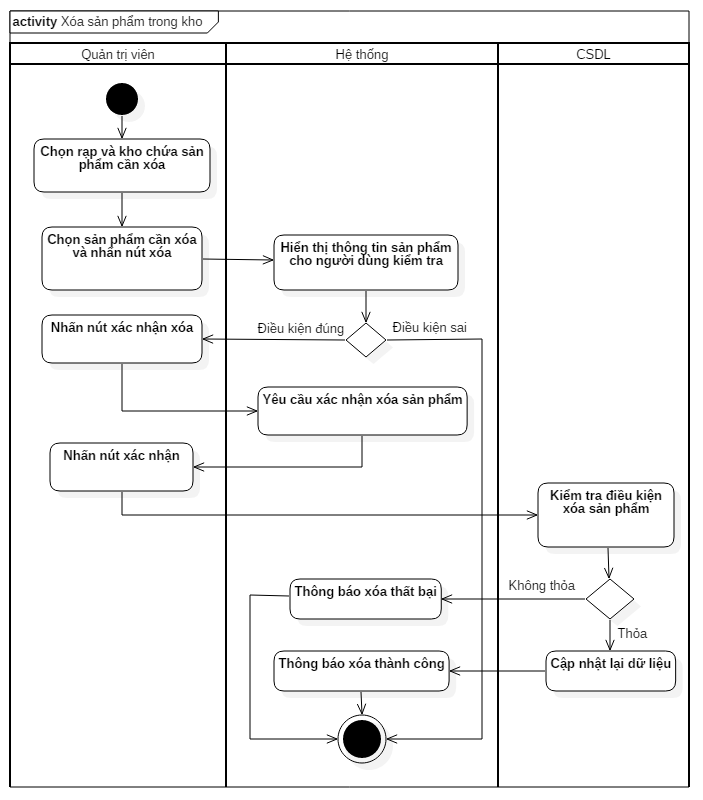 activity Xóa sản phẩm trong kho
Quản trị viên
Hệ thống
CSDL
Chọn rạp và kho chứa sản
phẩm cần xóa
Chọn sản phẩm cần xóa
và nhấn nút xóa
Hiển thị thông tin sản phẩm
cho người dùng kiểm tra
Nhấn nút xác nhận xóa
Điều kiện đúng
Điều kiện sai
Yêu cầu xác nhận xóa sản phẩm
Nhấn nút xác nhận
Kiểm tra điều kiện
xóa sản phẩm
Thông báo xóa thất bại
Không thỏa
Thỏa
Thông báo xóa thành công
Cập nhật lại dữ liệu